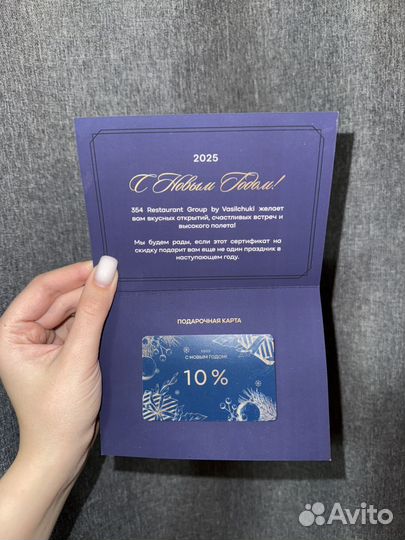 2025
С Новым Годом!
354 Restaurant Group by Vasilchuki желает
вам вкусных открытий, счастливых встреч и
высокого полета!
Мы будем рады, если этот сертификат на
скидку подарит вам еще не один праздник в
наступающем году.
ПОДАРОЧНАЯ КАРТА
С НОВЫМ ГОДОМ!
10 %
Avito